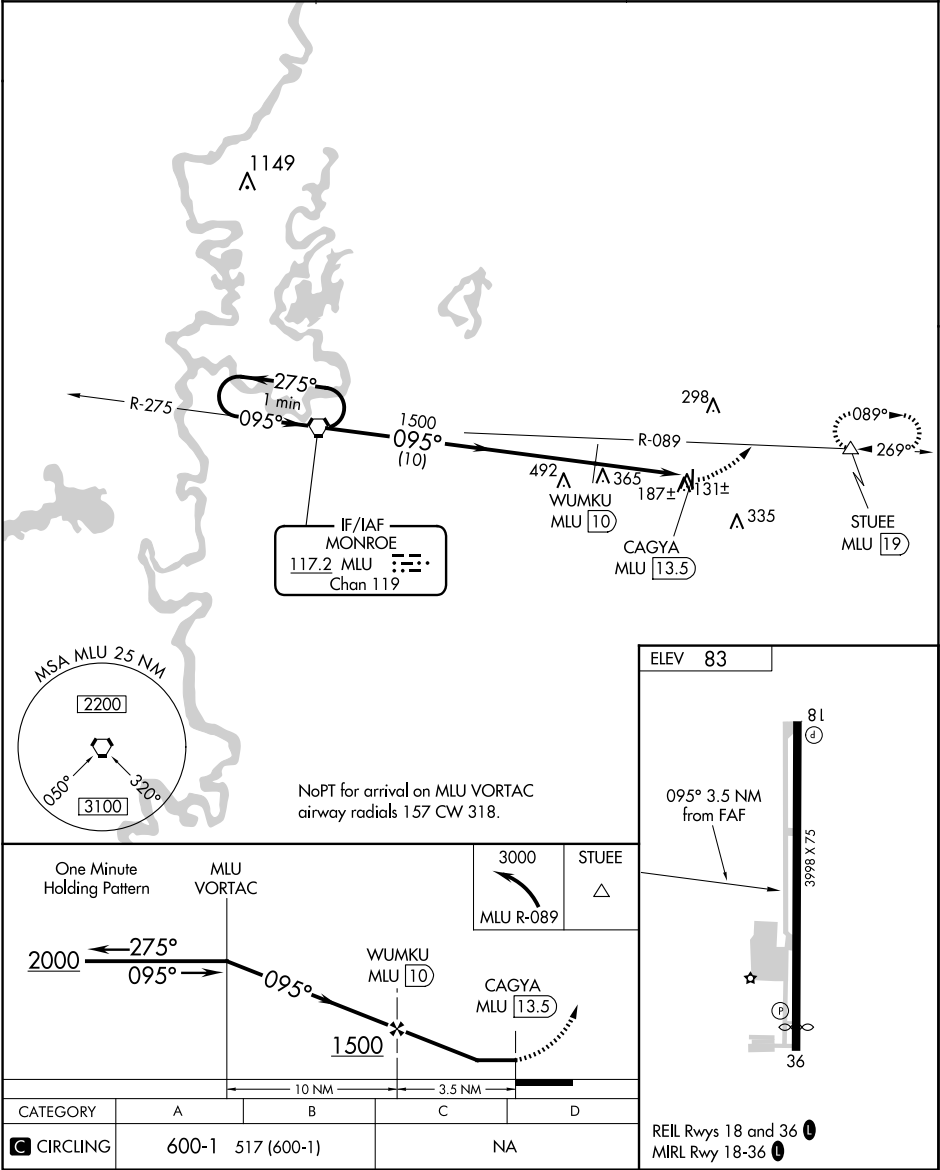 1149
R-275
275°
1 min
095°
1500
095°
(10)
298
R-089
089°
269°
492
365
187±
131±
WUMKU
MLU 10
335
CAGYA
MLU 13.5
STUEE
MLU 19
IF/IAF
MONROE
117.2 MLU
Chan 119
MSA MLU 25 NM
2200
050°
320°
3100
NoPT for arrival on MLU VORTAC
airway radials 157 CW 318.
ELEV 83
18
P
095° 3.5 NM
from FAF
3998 X 75
P
36
REIL Rwys 18 and 36 L
MIRL Rwy 18-36 L
One Minute
Holding Pattern
MLU
VORTAC
3000
MLU R-089
STUEE
2000
275°
095°
095°
WUMKU
MLU 10
1500
CAGYA
MLU 13.5
10 NM
3.5 NM
CATEGORY A B C D
C CIRCLING 600-1 517 (600-1) NA